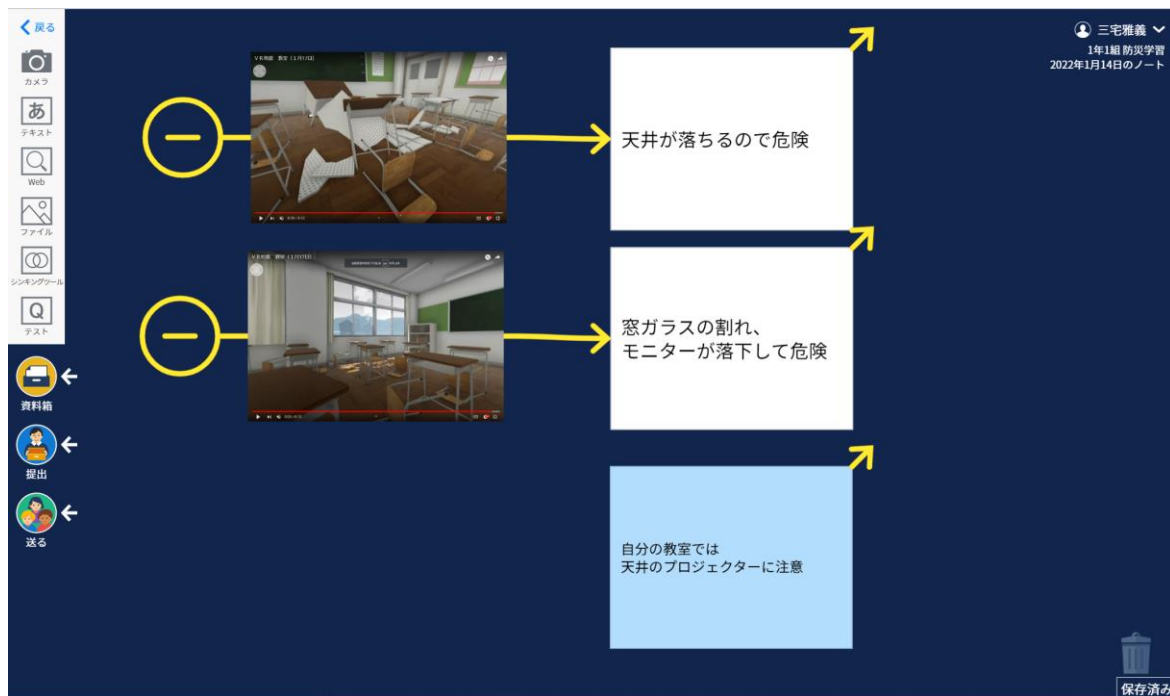 戻る
カメラ
あ
テキスト
Web
ファイル
シンキングツール
Q
テスト
資料箱
提出
送る
天井が落ちるので危険
窓ガラスの割れ、
モニターが落下して危険
自分の教室では
天井のプロジェクターに注意
三宅雅義
1年1組 防災学習
2022年1月14日のノート
保存済み